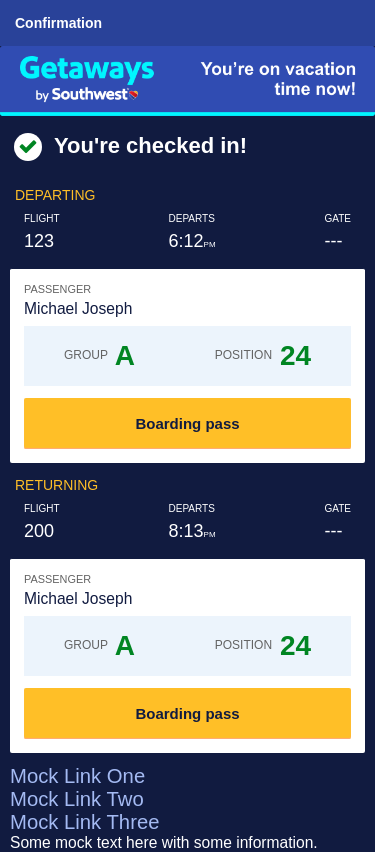 Confirmation
Getaways
by Southwest
You're on vacation
time now!
You're checked in!
DEPARTING
FLIGHT DEPARTS GATE
123 6:12PM ---
PASSENGER
Michael Joseph
GROUP A POSITION 24
Boarding pass
RETURNING
FLIGHT DEPARTS GATE
200 8:13PM ---
PASSENGER
Michael Joseph
GROUP A POSITION 24
Boarding pass
Mock Link One
Mock Link Two
Mock Link Three
Some mock text here with some information.